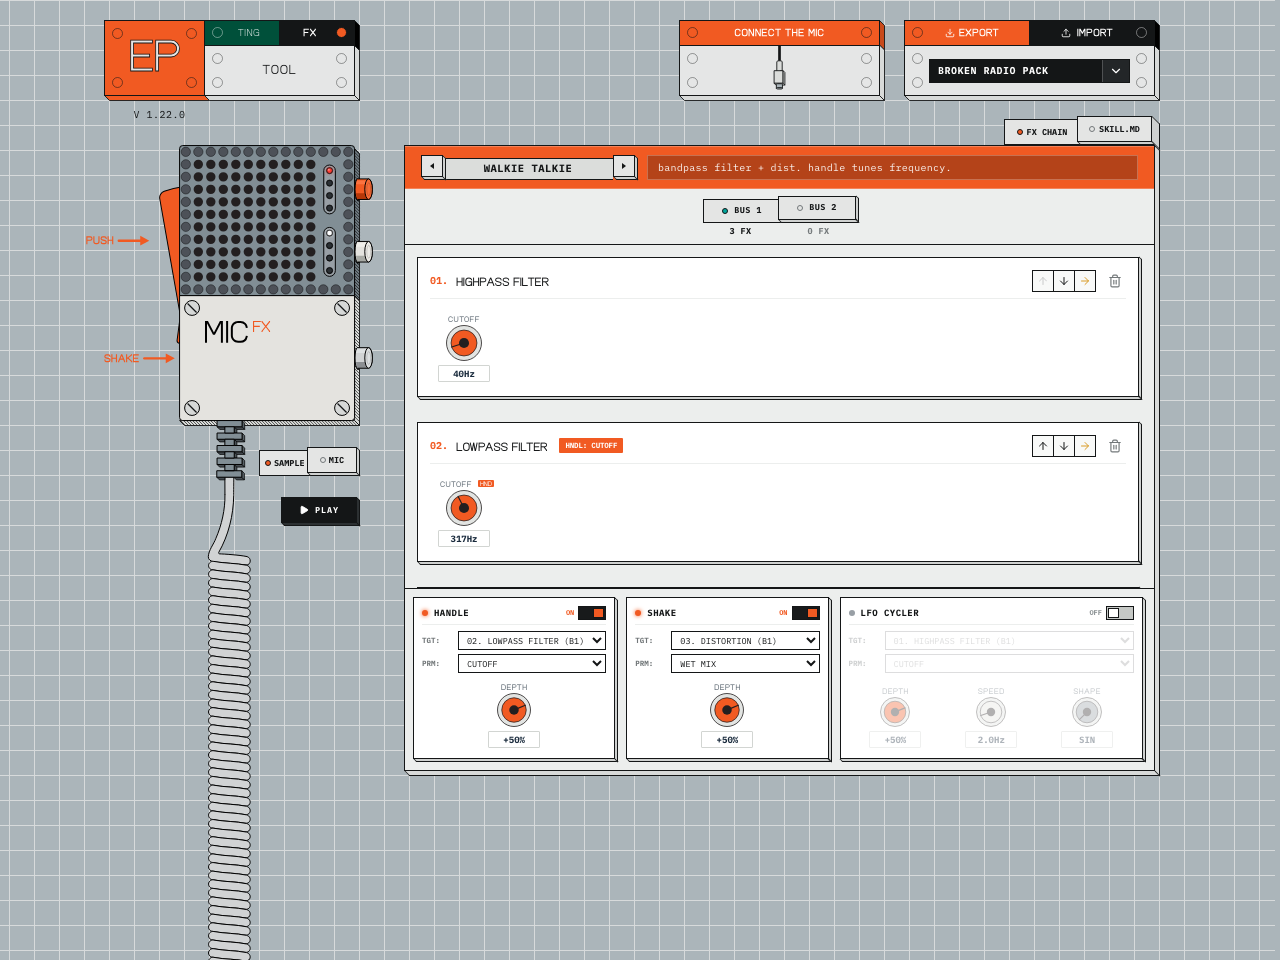 EP
TING
FX
TOOL
V 1.22.0
CONNECT THE MIC
EXPORT
IMPORT
BROKEN RADIO PACK
FX CHAIN
SKILL.MD
WALKIE TALKIE
bandpass filter + dist. handle tunes frequency.
BUS 1
BUS 2
3 FX
0 FX
PUSH
SHAKE
MIC FX
SAMPLE
MIC
PLAY
01. HIGHPASS FILTER
CUTOFF
40Hz
02. LOWPASS FILTER
HNDL: CUTOFF
CUTOFF HND
317Hz
HANDLE
ON
TGT: 02. LOWPASS FILTER (B1)
PRM: CUTOFF
DEPTH
+50%
SHAKE
ON
TGT: 03. DISTORTION (B1)
PRM: WET MIX
DEPTH
+50%
LFO CYCLER
OFF
TGT: 01. HIGHPASS FILTER (B1)
PRM: CUTOFF
DEPTH SPEED SHAPE
+50% 2.0Hz SIN